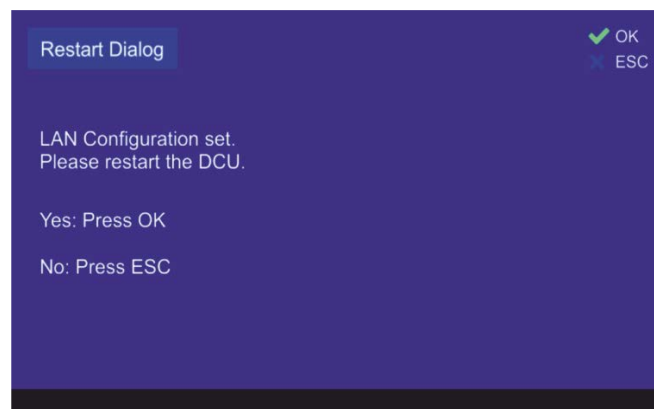 Restart Dialog
OK
ESC
LAN Configuration set.
Please restart the DCU.
Yes: Press OK
No: Press ESC